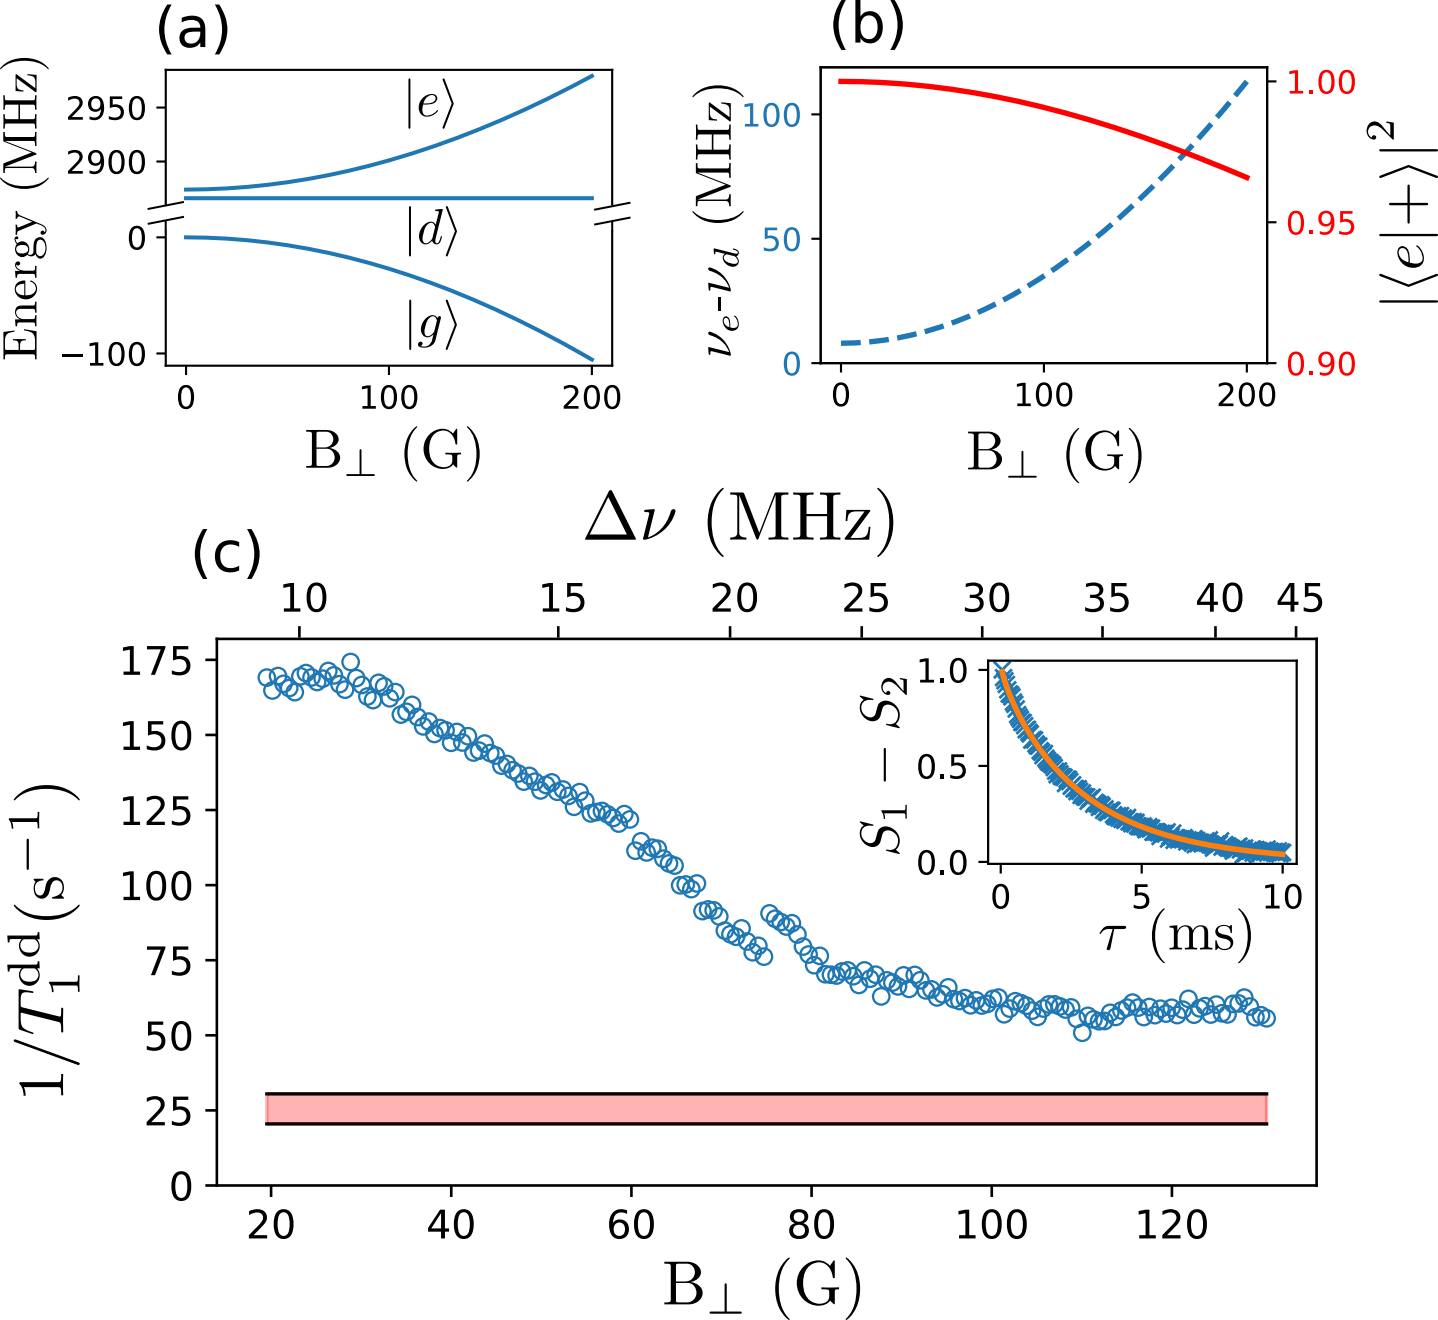 (a)
Energy (MHz)
2950
2900
0
−100
|e⟩
|d⟩
|g⟩
0 100 200
B⊥ (G)
(b)
νe-νd (MHz)
100
50
0
1.00
0.95
0.90
|⟨e|+⟩|²
0 100 200
B⊥ (G)
(c)
Δν (MHz)
10 15 20 25 30 35 40 45
1/T₁ᵈᵈ(s⁻¹)
175
150
125
100
75
50
25
0
20 40 60 80 100 120
B⊥ (G)
S₁ − S₂
1.0
0.5
0.0
0 5 10
τ (ms)